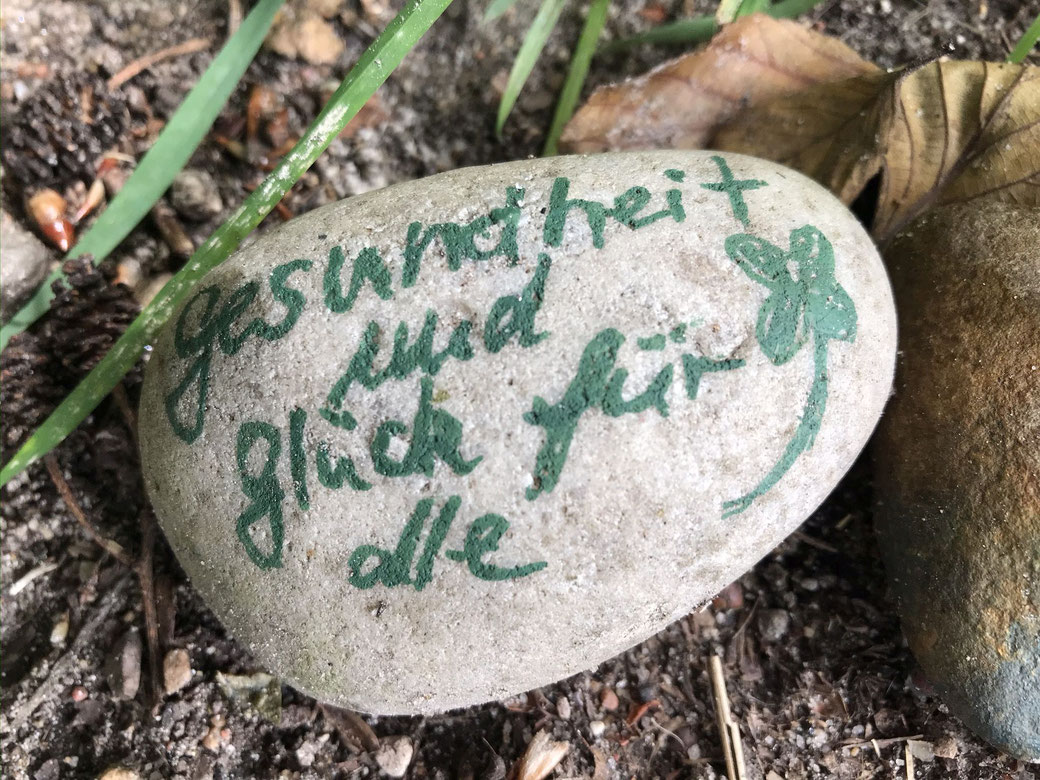 gesundheit
und
glück für
alle